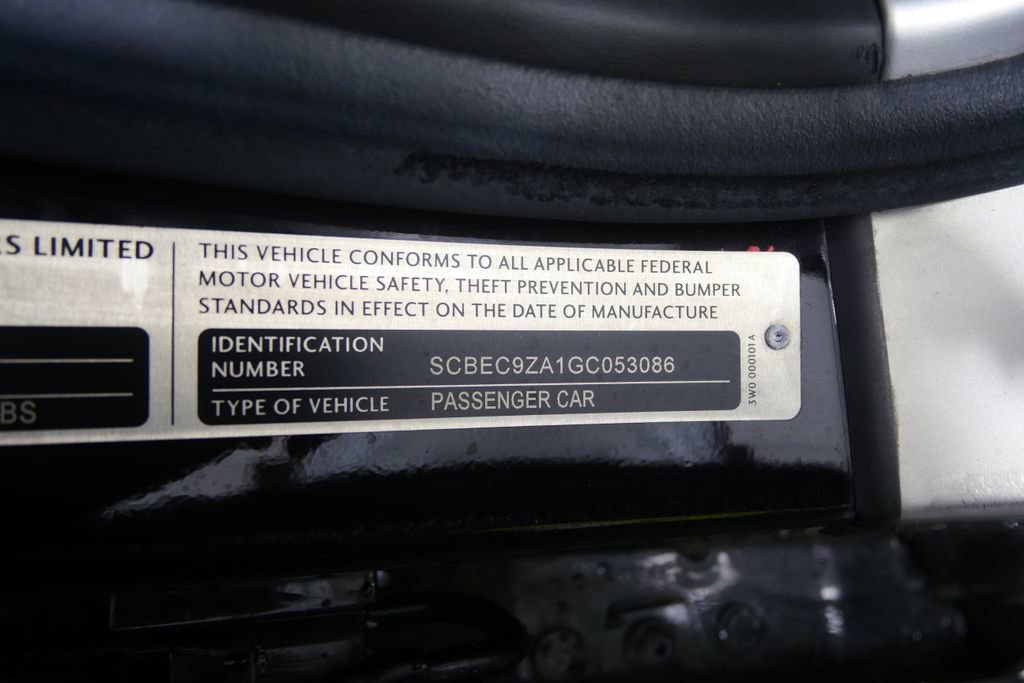 S LIMITED
THIS VEHICLE CONFORMS TO ALL APPLICABLE FEDERAL
MOTOR VEHICLE SAFETY, THEFT PREVENTION AND BUMPER
STANDARDS IN EFFECT ON THE DATE OF MANUFACTURE
IDENTIFICATION
NUMBER SCBEC9ZA1GC053086
TYPE OF VEHICLE PASSENGER CAR
BS
3W0 000101 A